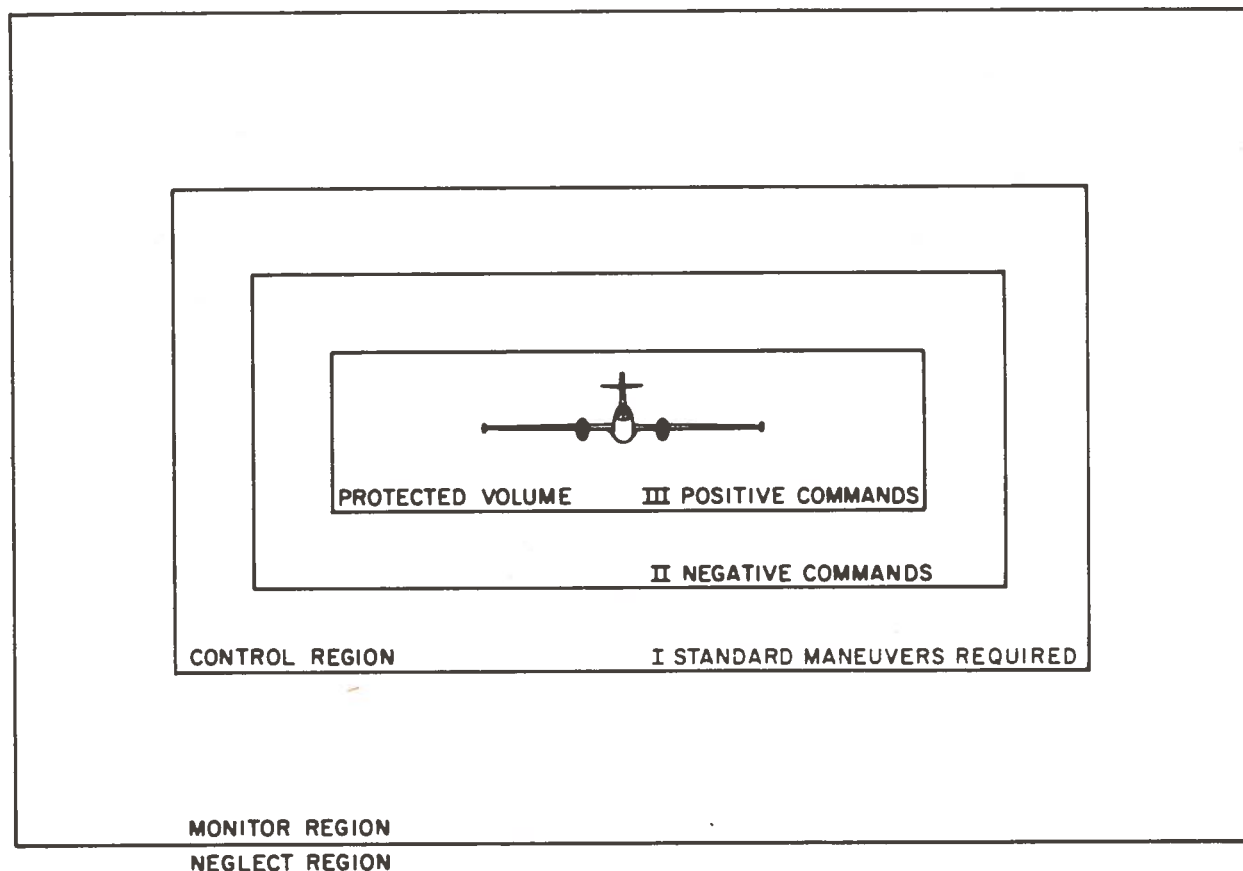 PROTECTED VOLUME III POSITIVE COMMANDS
II NEGATIVE COMMANDS
CONTROL REGION I STANDARD MANEUVERS REQUIRED
MONITOR REGION
NEGLECT REGION